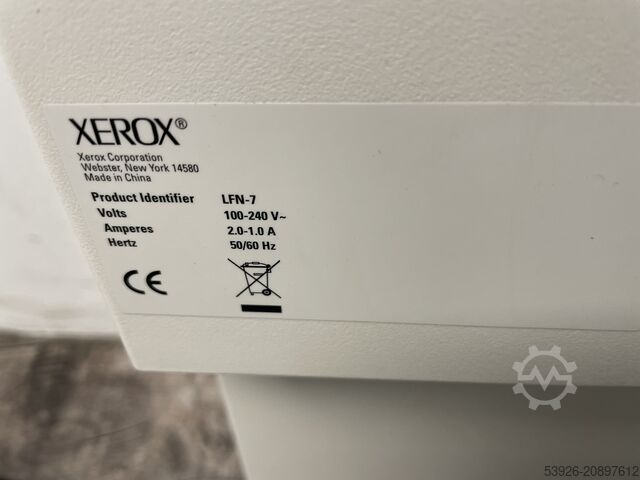 XEROX®
Xerox Corporation
Webster, New York 14580
Made in China
Product Identifier LFN-7
Volts 100-240 V~
Amperes 2.0-1.0 A
Hertz 50/60 Hz
CE
53926-20897612